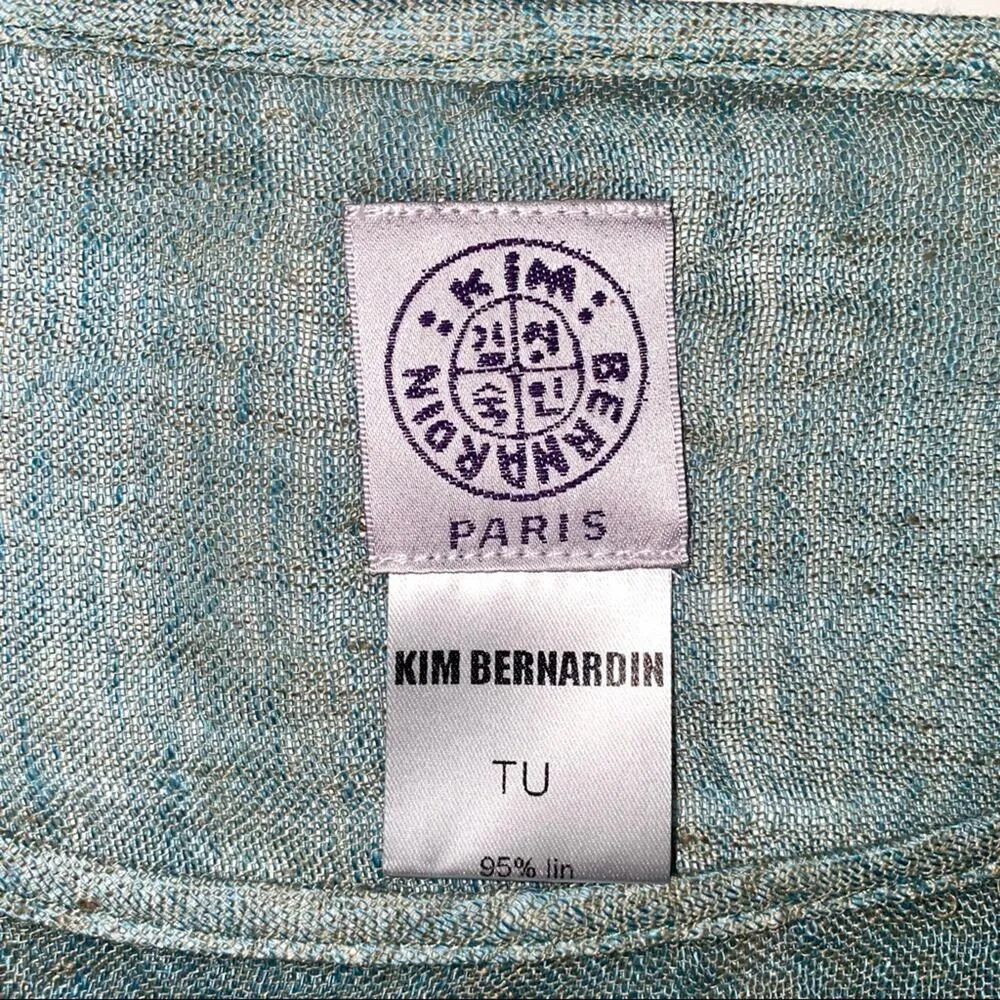 KIM
BERNARDIN
PARIS
KIM BERNARDIN
TU
95% lin